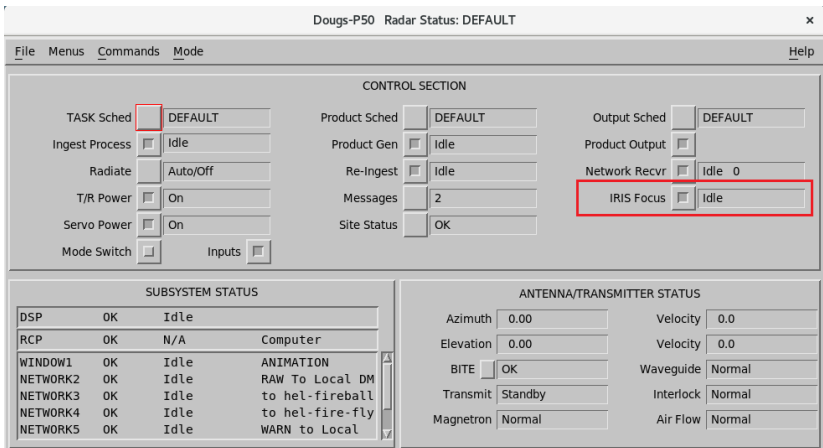 Dougs-P50 Radar Status: DEFAULT ×
File Menus Commands Mode Help
CONTROL SECTION
TASK Sched DEFAULT Product Sched DEFAULT Output Sched DEFAULT
Ingest Process Idle Product Gen Idle Product Output
Radiate Auto/Off Re-Ingest Idle Network Recvr Idle 0
T/R Power On Messages 2 IRIS Focus Idle
Servo Power On Site Status OK
Mode Switch Inputs
SUBSYSTEM STATUS
DSP OK Idle
RCP OK N/A Computer
WINDOW1 OK Idle ANIMATION
NETWORK2 OK Idle RAW To Local DM
NETWORK3 OK Idle to hel-fireball
NETWORK4 OK Idle to hel-fire-fly
NETWORK5 OK Idle WARN to Local
ANTENNA/TRANSMITTER STATUS
Azimuth 0.00 Velocity 0.0
Elevation 0.00 Velocity 0.0
BITE OK Waveguide Normal
Transmit Standby Interlock Normal
Magnetron Normal Air Flow Normal